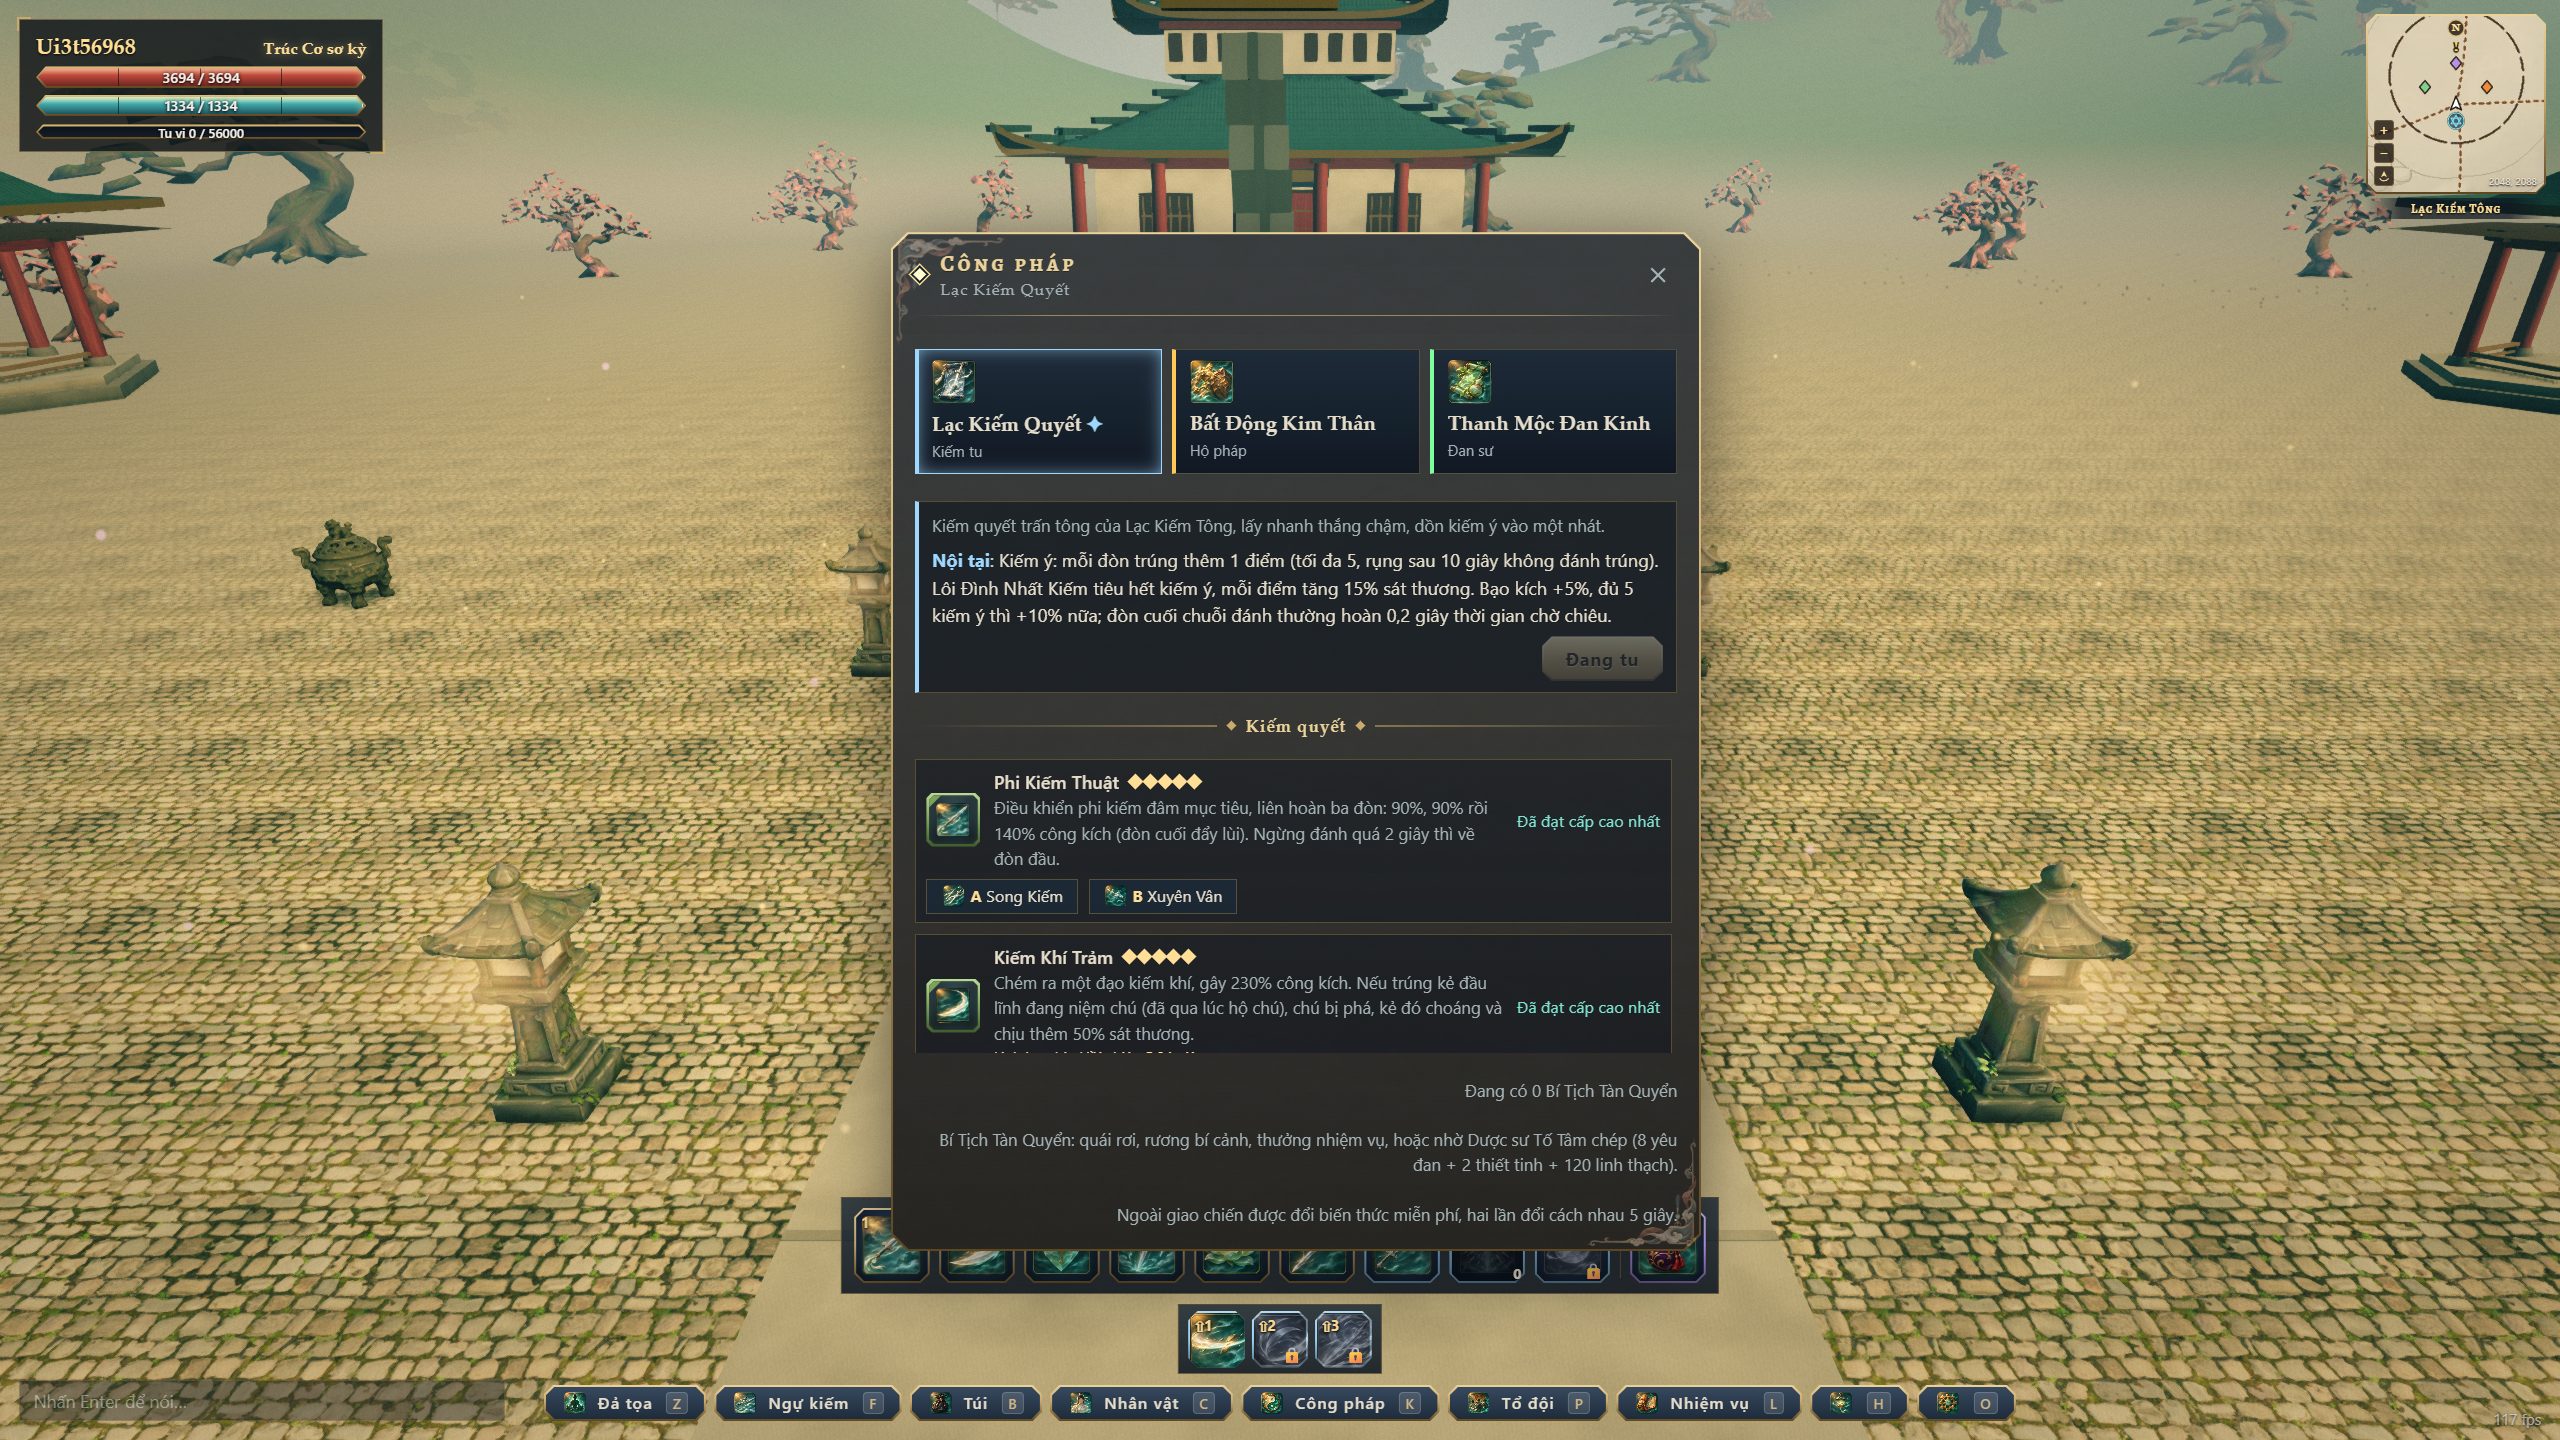 Ui3t56968
Trúc Cơ sơ kỳ
3694 / 3694
1334 / 1334
Tu vi 0 / 56000
N
+
−
2048, 2088
Lạc Kiếm Tông
Công pháp
Lạc Kiếm Quyết
Lạc Kiếm Quyết
Kiếm tu
Bất Động Kim Thân
Hộ pháp
Thanh Mộc Đan Kinh
Đan sư
Kiếm quyết trấn tông của Lạc Kiếm Tông, lấy nhanh thắng chậm, dồn kiếm ý vào một nhát.
Nội tại: Kiếm ý: mỗi đòn trúng thêm 1 điểm (tối đa 5, rụng sau 10 giây không đánh trúng).
Lôi Đình Nhất Kiếm tiêu hết kiếm ý, mỗi điểm tăng 15% sát thương. Bạo kích +5%, đủ 5
kiếm ý thì +10% nữa; đòn cuối chuỗi đánh thường hoàn 0,2 giây thời gian chờ chiêu.
Đang tu
Kiếm quyết
Phi Kiếm Thuật
Điều khiển phi kiếm đâm mục tiêu, liên hoàn ba đòn: 90%, 90% rồi
140% công kích (đòn cuối đẩy lùi). Ngừng đánh quá 2 giây thì về
đòn đầu.
Đã đạt cấp cao nhất
A Song Kiếm
B Xuyên Vân
Kiếm Khí Trảm
Chém ra một đạo kiếm khí, gây 230% công kích. Nếu trúng kẻ đầu
lĩnh đang niệm chú (đã qua lúc hộ chú), chú bị phá, kẻ đó choáng và
chịu thêm 50% sát thương.
Đã đạt cấp cao nhất
Đang có 0 Bí Tịch Tàn Quyển
Bí Tịch Tàn Quyển: quái rơi, rương bí cảnh, thưởng nhiệm vụ, hoặc nhờ Dược sư Tố Tâm chép (8 yêu
đan + 2 thiết tinh + 120 linh thạch).
Ngoài giao chiến được đổi biến thức miễn phí, hai lần đổi cách nhau 5 giây.
1
0
⇧1
⇧2
⇧3
Nhấn Enter để nói...
Đả tọa Z
Ngự kiếm F
Túi B
Nhân vật C
Công pháp K
Tổ đội P
Nhiệm vụ L
H
O
117 fps